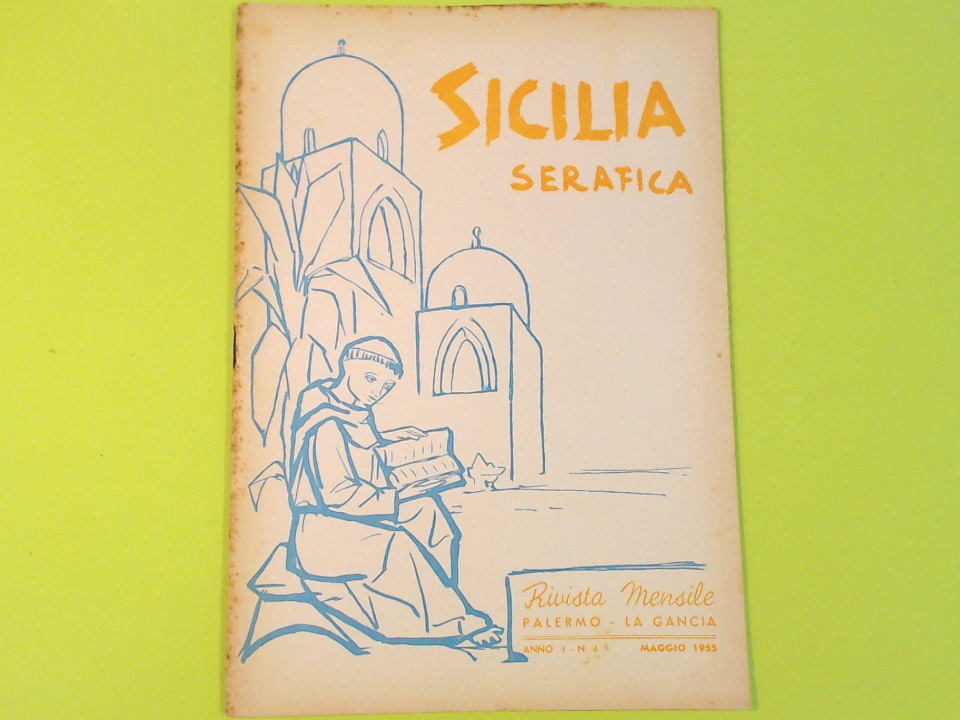 SICILIA
SERAFICA
Rivista Mensile
PALERMO - LA GANCIA
ANNO I - N 4 MAGGIO 1955